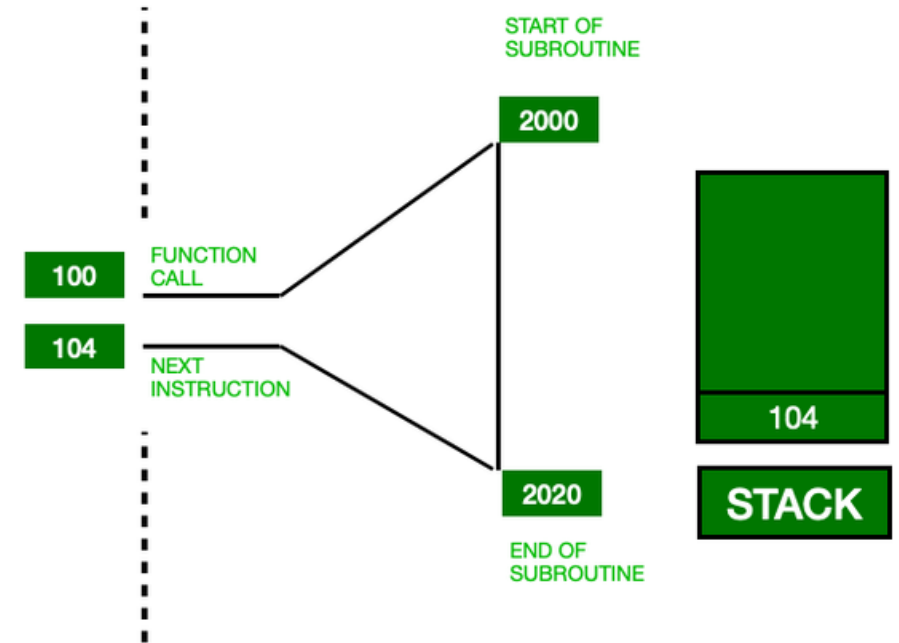 START OF
SUBROUTINE
2000
FUNCTION
CALL
100
104
NEXT
INSTRUCTION
104
2020
STACK
END OF
SUBROUTINE